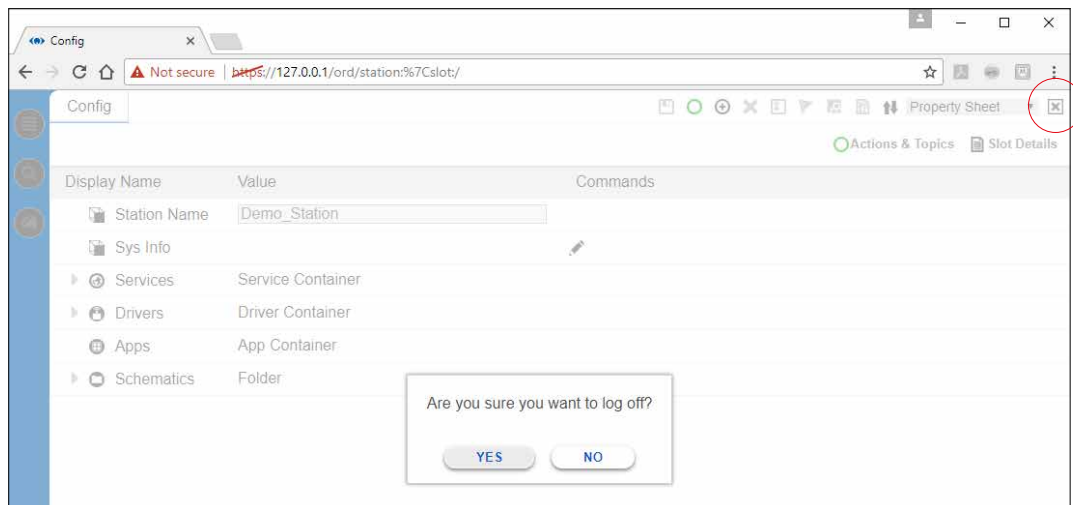 Config
Not secure | https://127.0.0.1/ord/station:%7Cslot:/
Config
Property Sheet
Actions & Topics Slot Details
Display Name Value Commands
Station Name Demo_Station
Sys Info
Services Service Container
Drivers Driver Container
Apps App Container
Schematics Folder
Are you sure you want to log off?
YES NO